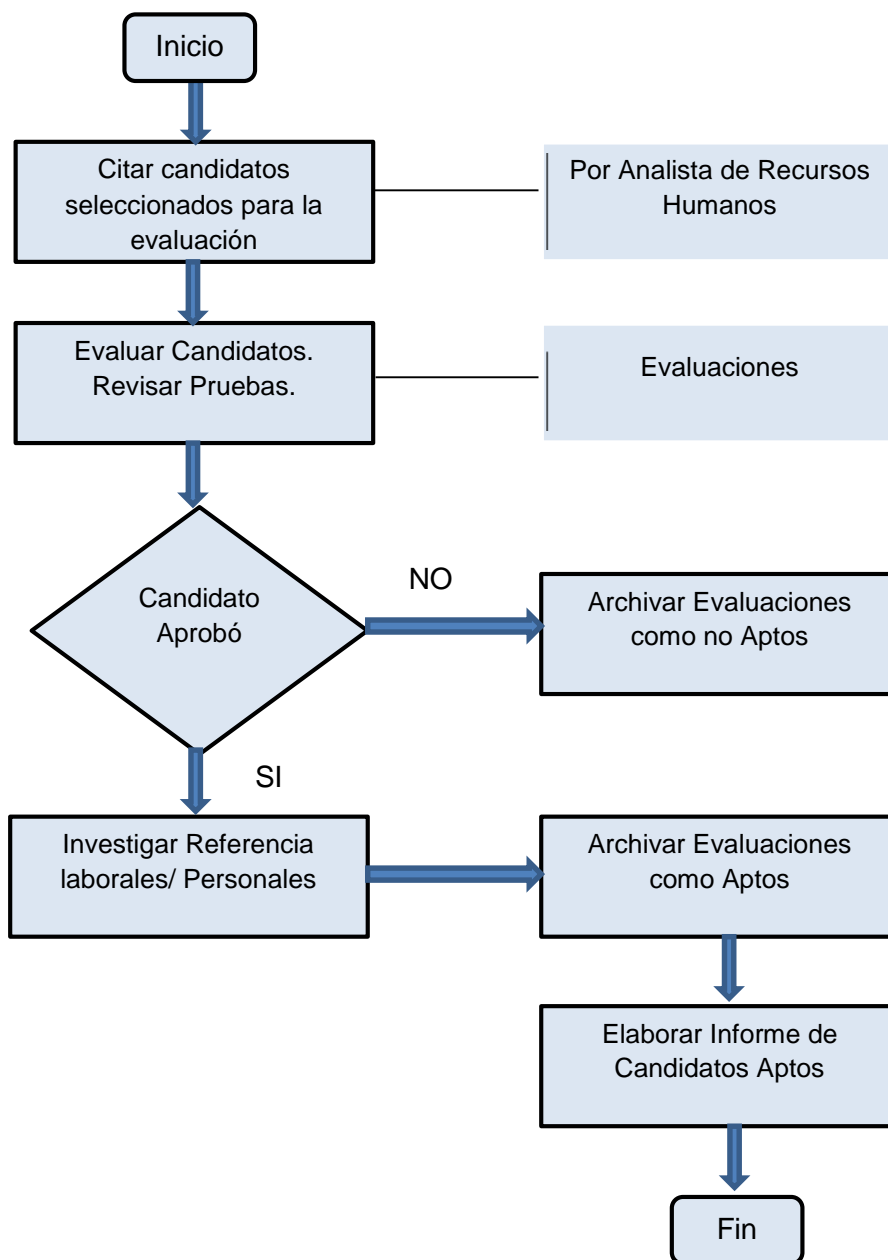 Inicio
Citar candidatos
seleccionados para la
evaluación
Por Analista de Recursos
Humanos
Evaluar Candidatos.
Revisar Pruebas.
Evaluaciones
Candidato
Aprobó
NO
Archivar Evaluaciones
como no Aptos
SI
Investigar Referencia
laborales/ Personales
Archivar Evaluaciones
como Aptos
Elaborar Informe de
Candidatos Aptos
Fin